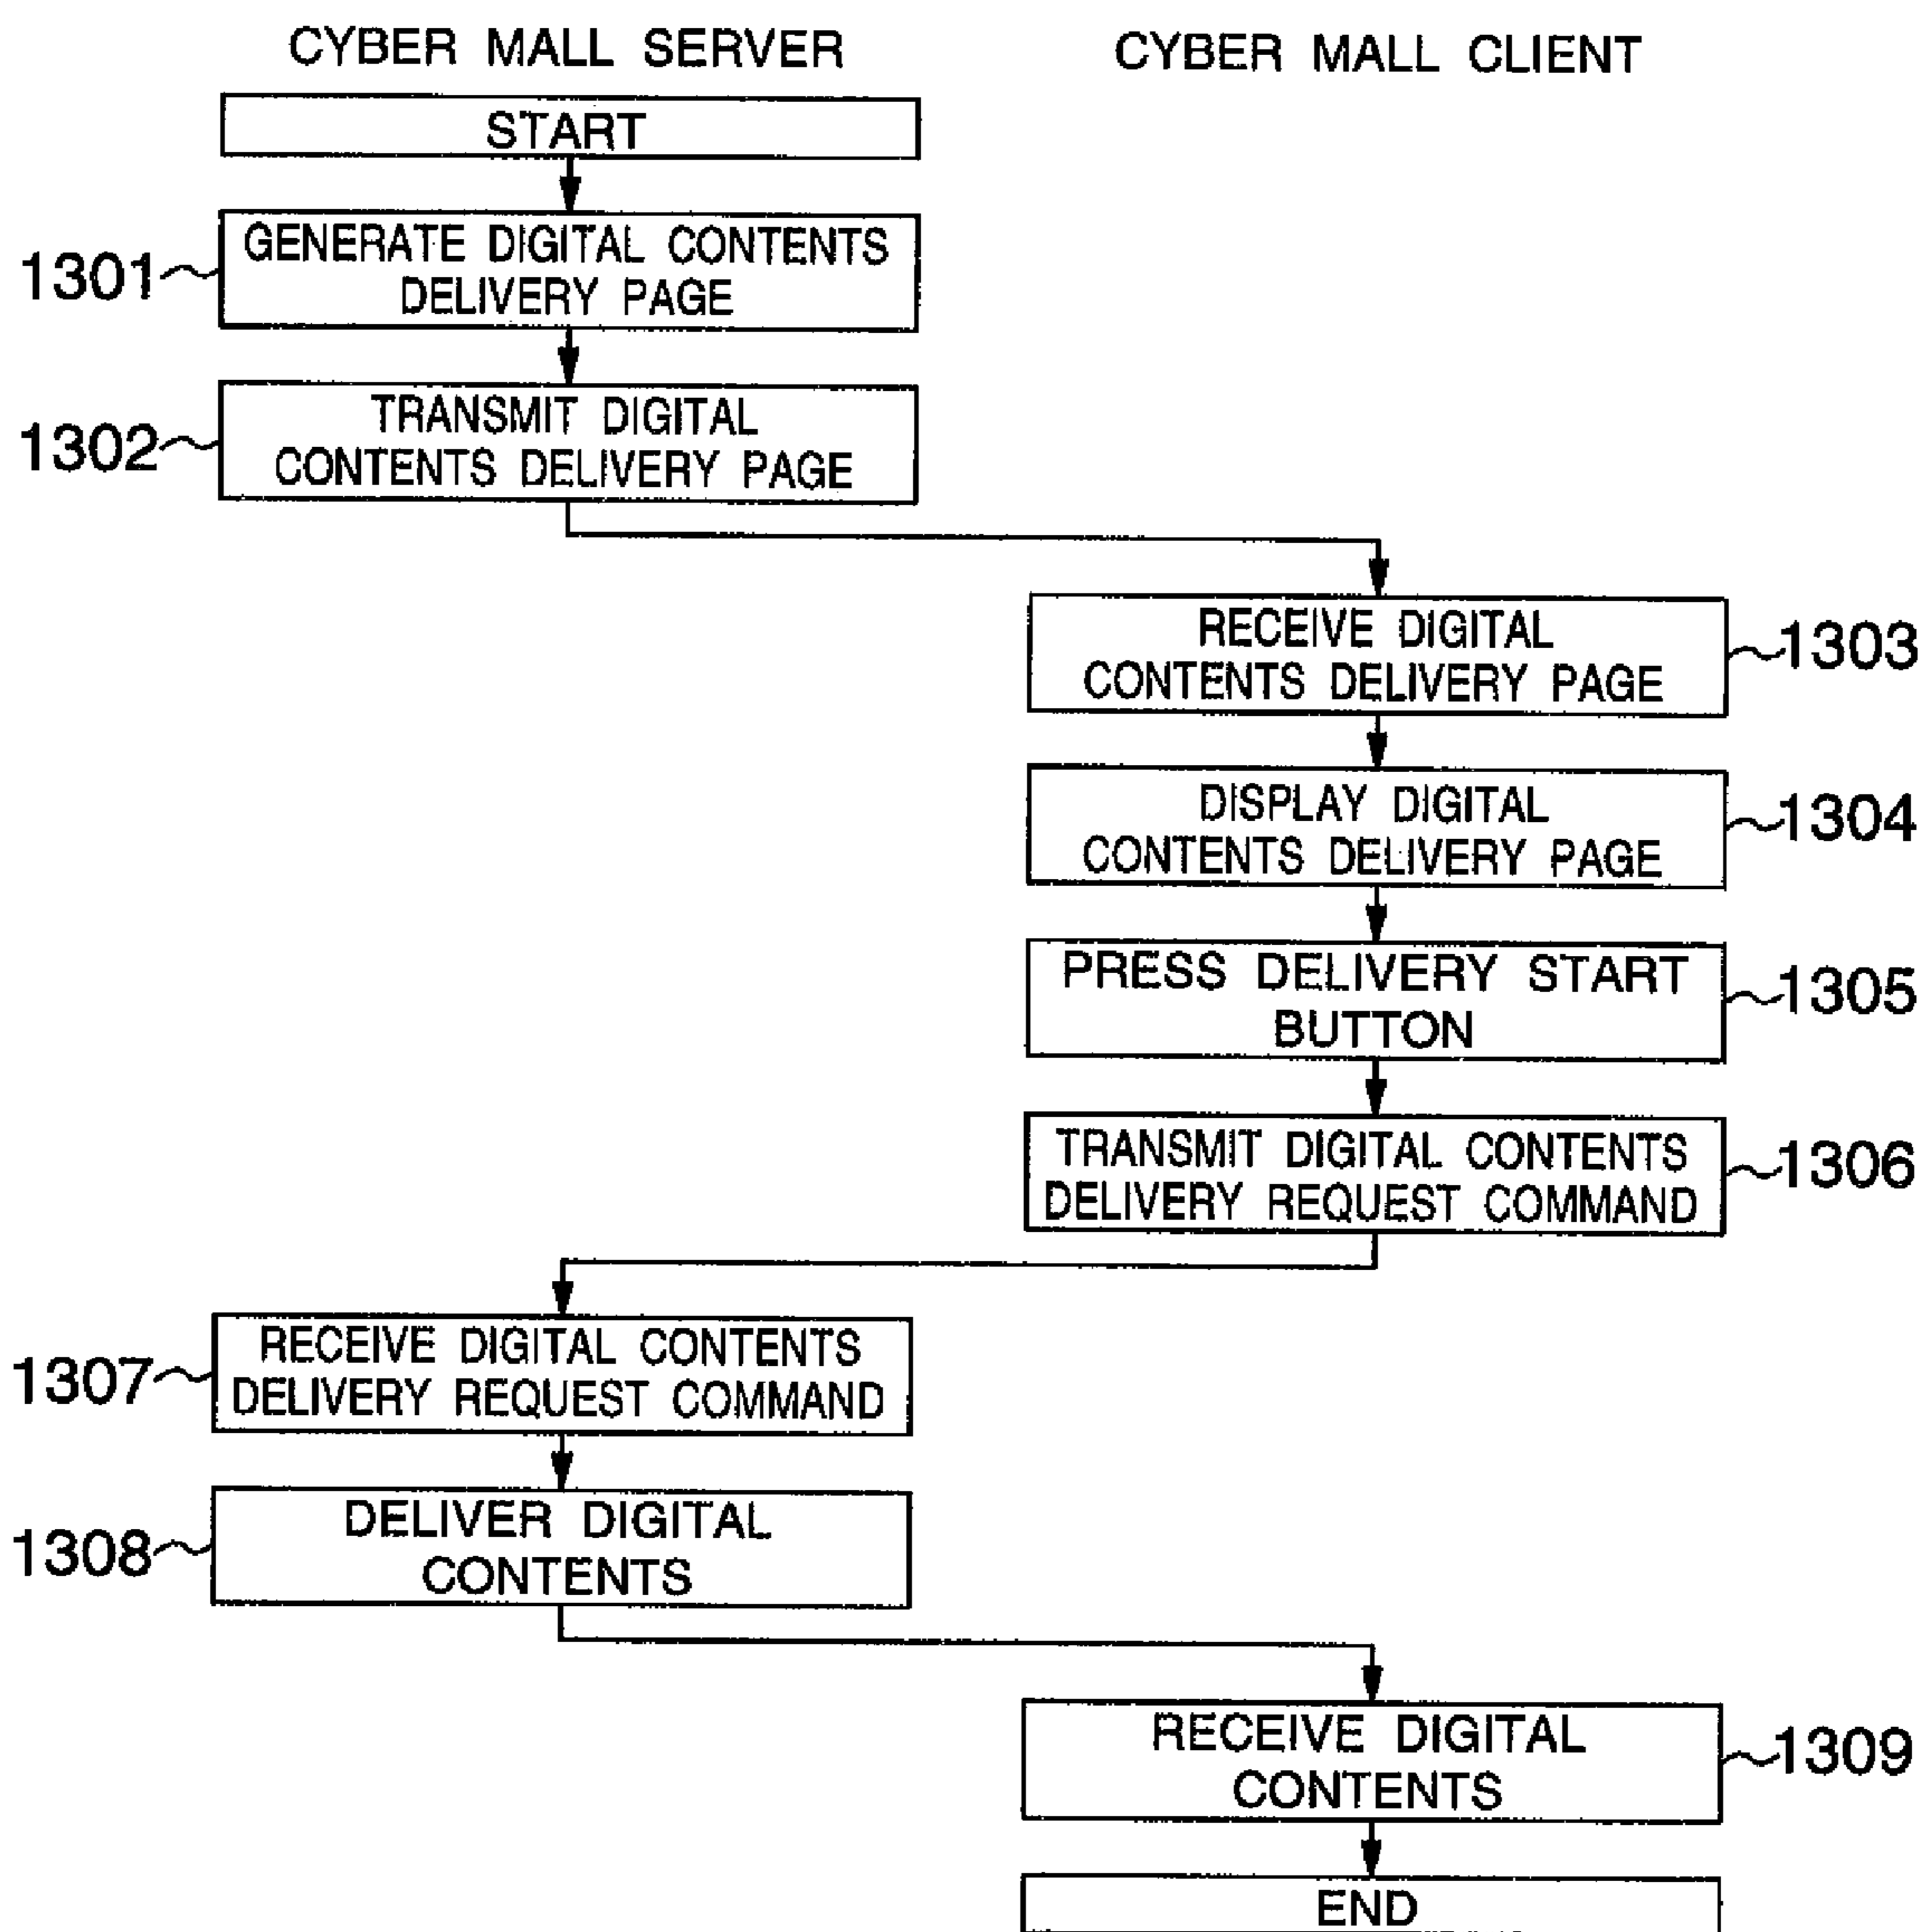 CYBER MALL SERVER
CYBER MALL CLIENT
START
1301
GENERATE DIGITAL CONTENTS
DELIVERY PAGE
1302
TRANSMIT DIGITAL
CONTENTS DELIVERY PAGE
RECEIVE DIGITAL
CONTENTS DELIVERY PAGE
1303
DISPLAY DIGITAL
CONTENTS DELIVERY PAGE
1304
PRESS DELIVERY START
BUTTON
1305
TRANSMIT DIGITAL CONTENTS
DELIVERY REQUEST COMMAND
1306
1307
RECEIVE DIGITAL CONTENTS
DELIVERY REQUEST COMMAND
1308
DELIVER DIGITAL
CONTENTS
RECEIVE DIGITAL
CONTENTS
1309
END